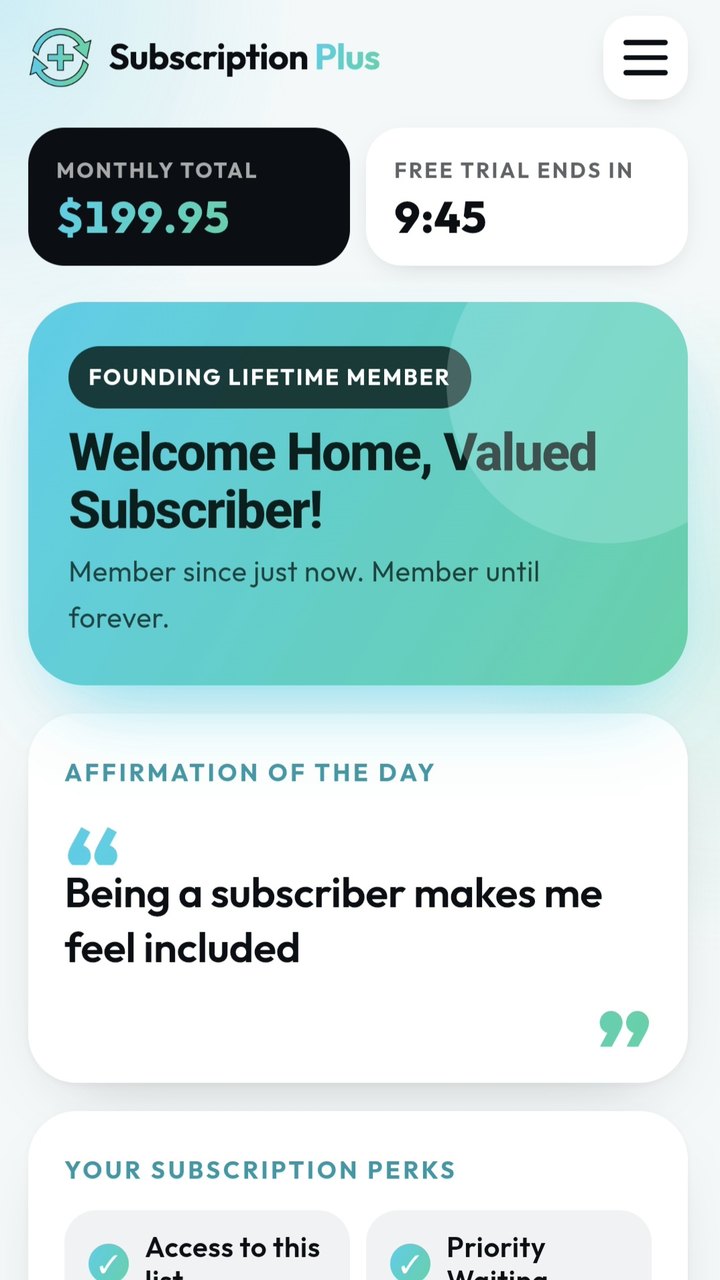 Subscription Plus
MONTHLY TOTAL
$199.95
FREE TRIAL ENDS IN
9:45
FOUNDING LIFETIME MEMBER
Welcome Home, Valued
Subscriber!
Member since just now. Member until
forever.
AFFIRMATION OF THE DAY
“
Being a subscriber makes me
feel included
”
YOUR SUBSCRIPTION PERKS
✓ Access to this
list
✓ Priority
Waiting